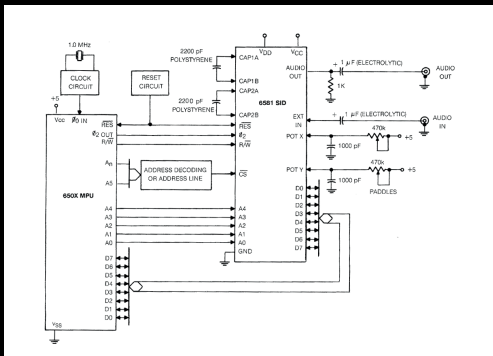 1.0 MHz
CLOCK
CIRCUIT
RESET
CIRCUIT
2200 pF
POLYSTYRENE
2200 pF
POLYSTYRENE
+5
Vcc
Ø0 IN
RES
Ø2 OUT
R/W
An
A5
650X MPU
A4
A3
A2
A1
A0
D7
D6
D5
D4
D3
D2
D1
D0
VSS
ADDRESS DECODING
OR ADDRESS LINE
VDD
VCC
CAP1A
CAP1B
CAP2A
CAP2B
6581 SID
RES
Ø2
R/W
CS
A4
A3
A2
A1
A0
GND
AUDIO
OUT
EXT
IN
POT X
POT Y
D0
D1
D2
D3
D4
D5
D6
D7
+ 1 µF (ELECTROLYTIC)
1K
AUDIO
OUT
+ 1 µF (ELECTROLYTIC)
AUDIO
IN
470k
+5
1000 pF
470k
+5
1000 pF
PADDLES